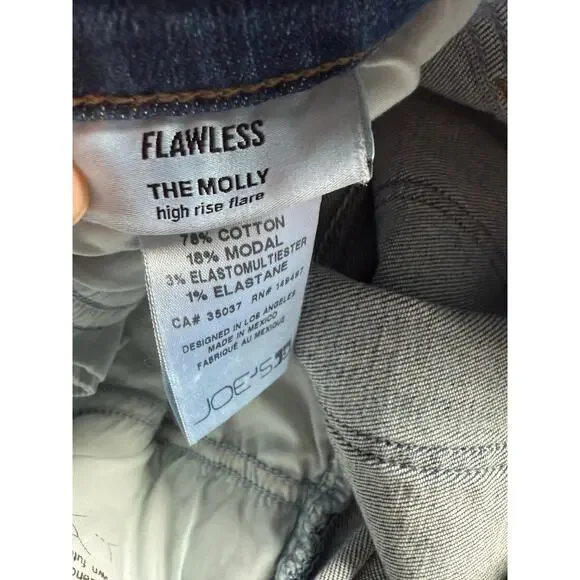 FLAWLESS
THE MOLLY
high rise flare
78% COTTON
18% MODAL
3% ELASTOMULTIESTER
1% ELASTANE
CA# 35037 RN# 149497
DESIGNED IN LOS ANGELES
MADE IN MEXICO
FABRIQUE AU MEXIQUE
JOE'S